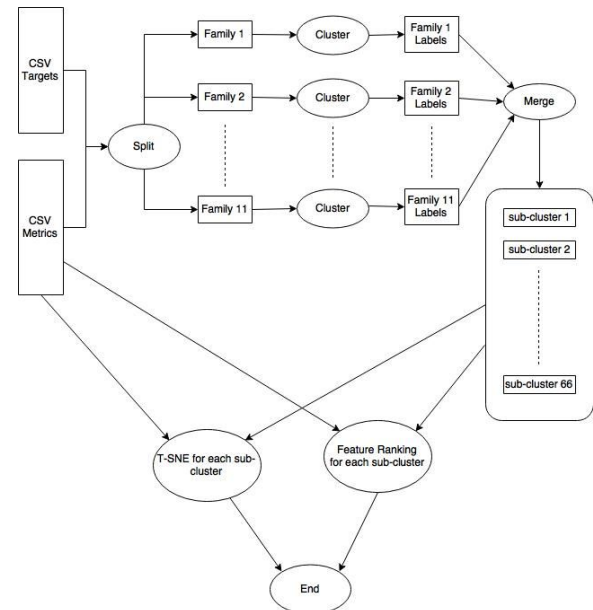 CSV
Targets
CSV
Metrics
Split
Family 1
Cluster
Family 1
Labels
Family 2
Cluster
Family 2
Labels
Family 11
Cluster
Family 11
Labels
Merge
sub-cluster 1
sub-cluster 2
sub-cluster 66
T-SNE for each sub-
cluster
Feature Ranking
for each sub-cluster
End